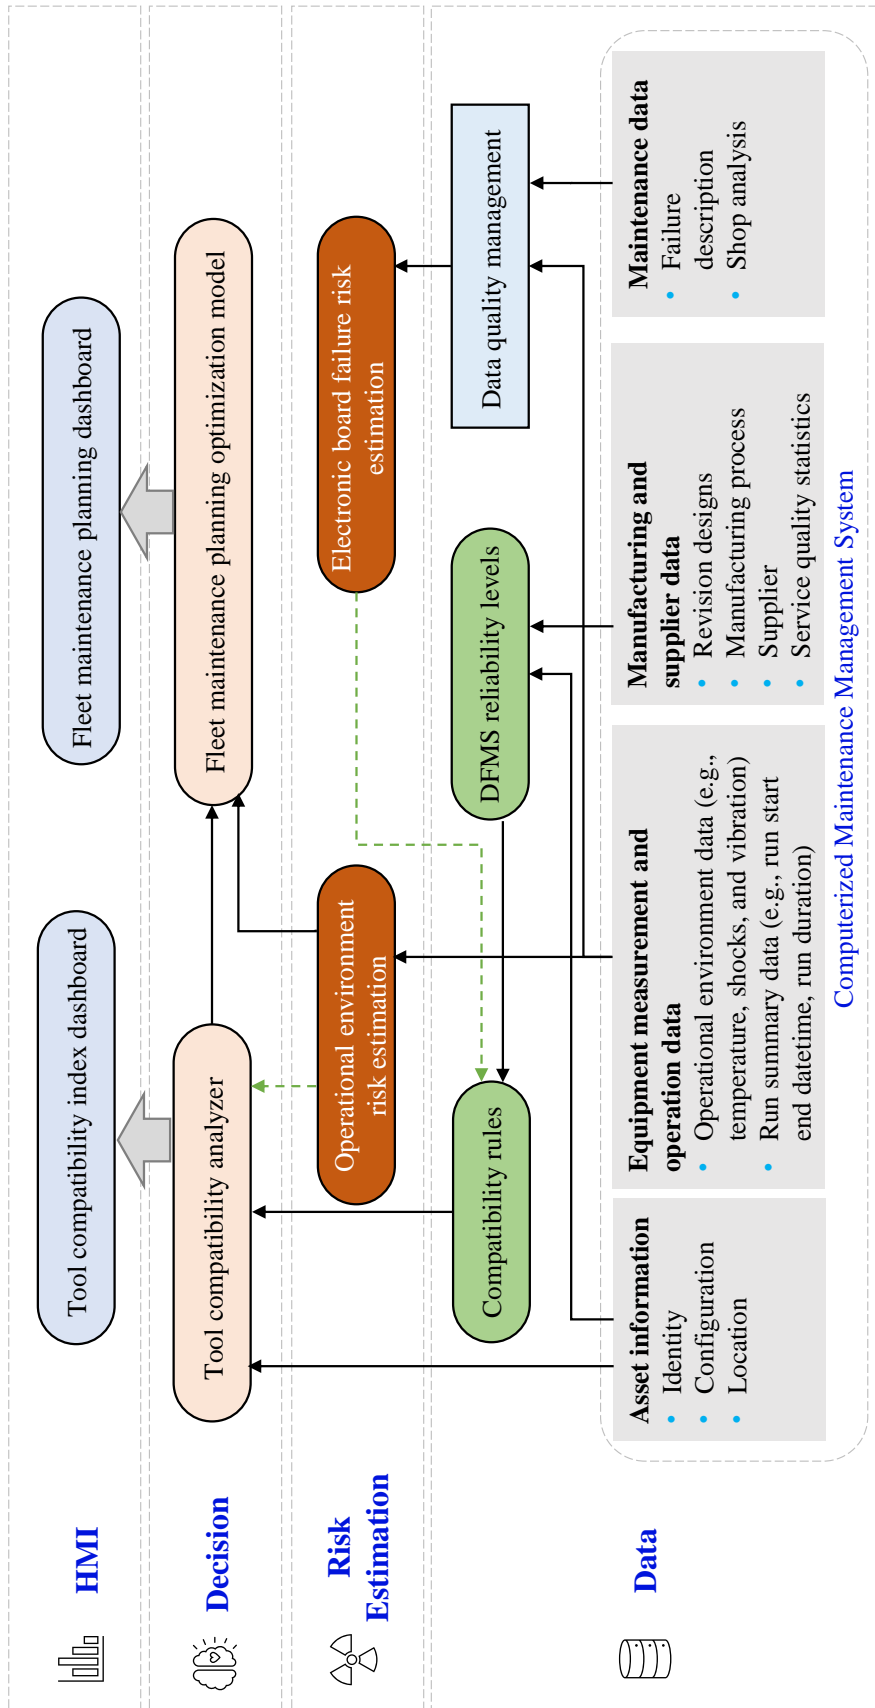 HMI
Tool compatibility index dashboard
Fleet maintenance planning dashboard
Decision
Tool compatibility analyzer
Fleet maintenance planning optimization model
Risk
Estimation
Operational environment
risk estimation
Electronic board failure risk
estimation
Data
Compatibility rules
DFMS reliability levels
Data quality management
Asset information
• Identity
• Configuration
• Location
Equipment measurement and
operation data
• Operational environment data (e.g.,
temperature, shocks, and vibration)
• Run summary data (e.g., run start
end datetime, run duration)
Manufacturing and
supplier data
• Revision designs
• Manufacturing process
• Supplier
• Service quality statistics
Maintenance data
• Failure
description
• Shop analysis
Computerized Maintenance Management System